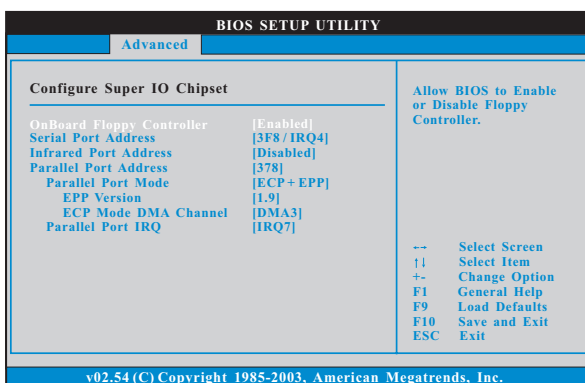 BIOS SETUP UTILITY
Advanced
Configure Super IO Chipset
OnBoard Floppy Controller [Enabled]
Serial Port Address [3F8 / IRQ4]
Infrared Port Address [Disabled]
Parallel Port Address [378]
Parallel Port Mode [ECP + EPP]
EPP Version [1.9]
ECP Mode DMA Channel [DMA3]
Parallel Port IRQ [IRQ7]
Allow BIOS to Enable
or Disable Floppy
Controller.
←→ Select Screen
↑↓ Select Item
+- Change Option
F1 General Help
F9 Load Defaults
F10 Save and Exit
ESC Exit
v02.54 (C) Copyright 1985-2003, American Megatrends, Inc.